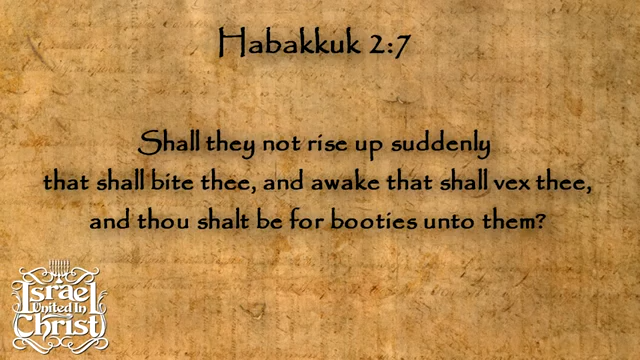 Habakkuk 2:7
Shall they not rise up suddenly
that shall bite thee, and awake that shall vex thee,
and thou shalt be for booties unto them?
Israel
United In
Christ